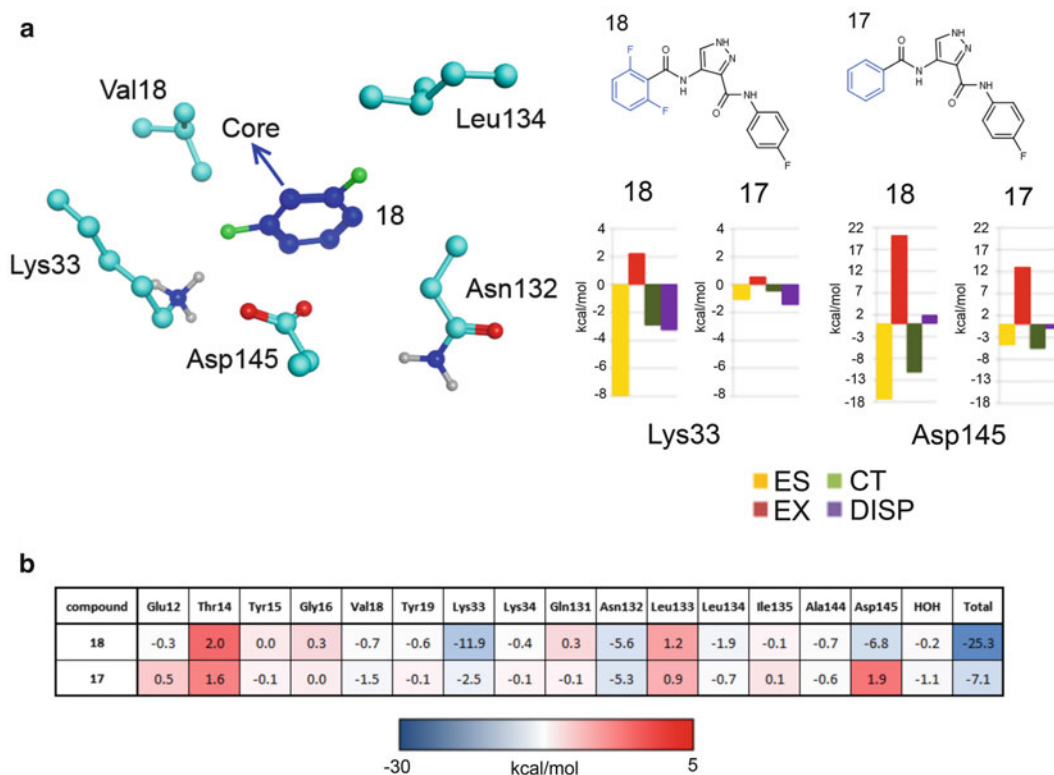 a
Val18
Core
Leu134
18
Lys33
Asn132
Asp145
18
F
O
N
H
F
NH
N
O
NH
F
17
O
N
H
NH
N
O
NH
F
18 17
4
2
0
-2
-4
-6
-8
kcal/mol
4
2
0
-2
-4
-6
-8
kcal/mol
Lys33
18 17
22
17
12
7
2
-3
-8
-13
-18
kcal/mol
22
17
12
7
2
-3
-8
-13
-18
kcal/mol
Asp145
ES CT
EX DISP
b
compound Glu12 Thr14 Tyr15 Gly16 Val18 Tyr19 Lys33 Lys34 Gln131 Asn132 Leu133 Leu134 Ile135 Ala144 Asp145 HOH Total
18 -0.3 2.0 0.0 0.3 -0.7 -0.6 -11.9 -0.4 0.3 -5.6 1.2 -1.9 -0.1 -0.7 -6.8 -0.2 -25.3
17 0.5 1.6 -0.1 0.0 -1.5 -0.1 -2.5 -0.1 -0.1 -5.3 0.9 -0.7 0.1 -0.6 1.9 -1.1 -7.1
-30 kcal/mol 5